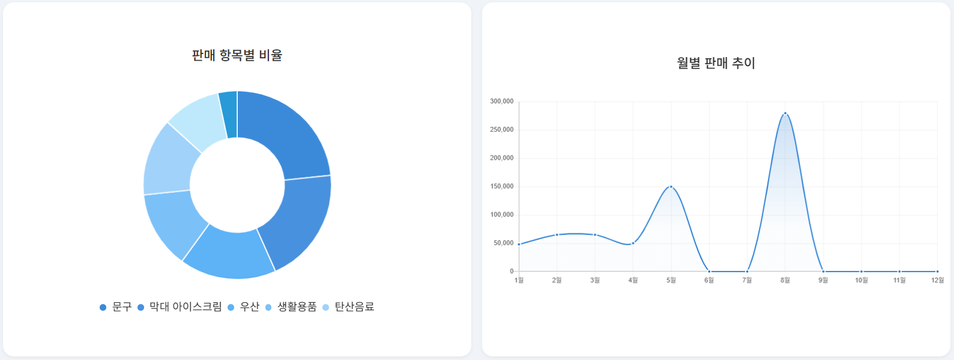 판매 항목별 비율
문구 막대 아이스크림 우산 생활용품 탄산음료
월별 판매 추이
300,000
250,000
200,000
150,000
100,000
50,000
0
1월 2월 3월 4월 5월 6월 7월 8월 9월 10월 11월 12월